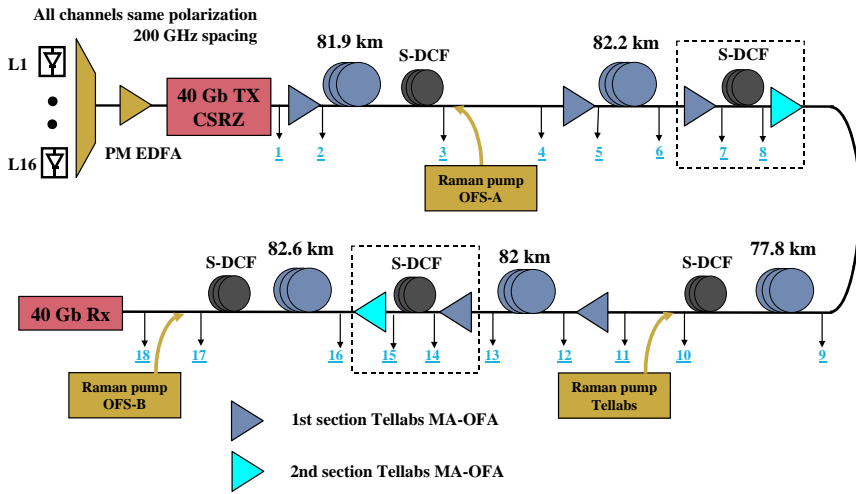 All channels same polarization
200 GHz spacing
L1
L16
PM EDFA
40 Gb TX
CSRZ
81.9 km
S-DCF
82.2 km
S-DCF
1
2
3
4
5
6
7
8
Raman pump
OFS-A
40 Gb Rx
S-DCF
82.6 km
S-DCF
82 km
S-DCF
77.8 km
18
17
16
15
14
13
12
11
10
9
Raman pump
OFS-B
Raman pump
Tellabs
1st section Tellabs MA-OFA
2nd section Tellabs MA-OFA